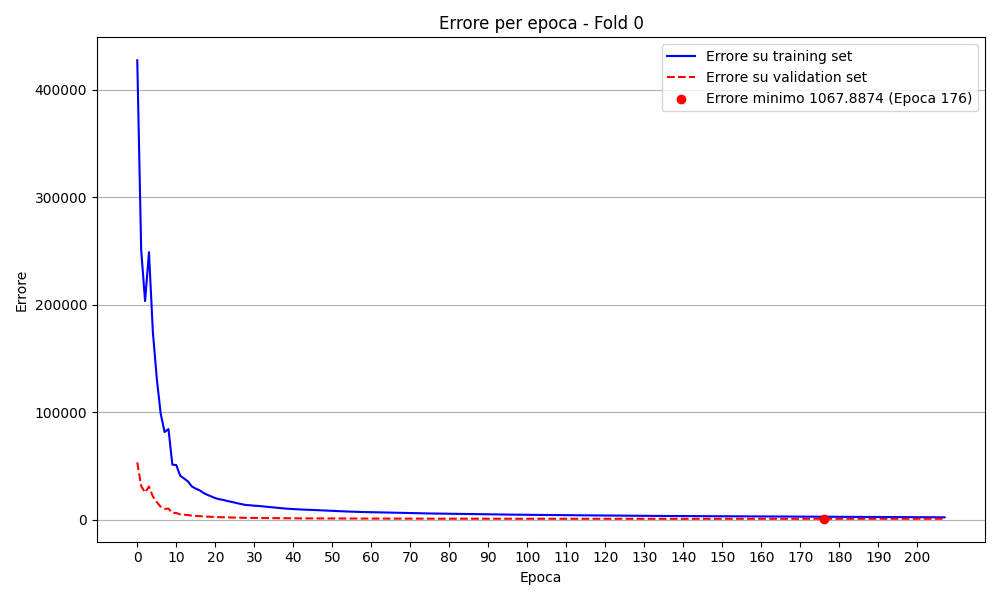 Errore per epoca - Fold 0
Errore su training set
Errore su validation set
Errore minimo 1067.8874 (Epoca 176)
Errore
400000
300000
200000
100000
0
0 10 20 30 40 50 60 70 80 90 100 110 120 130 140 150 160 170 180 190 200
Epoca